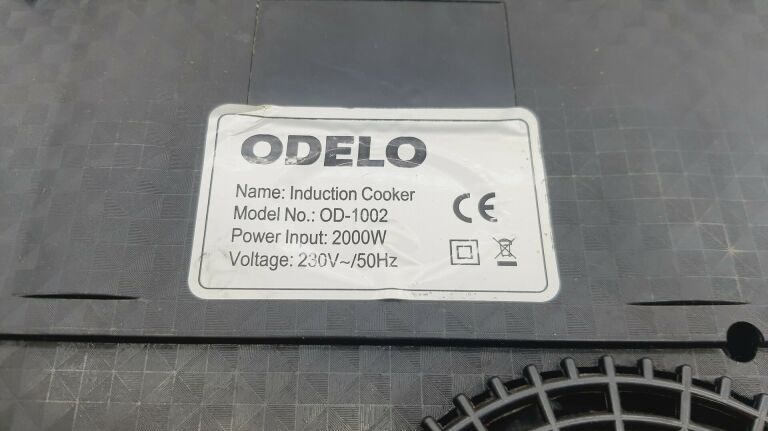 ODELO
Name: Induction Cooker
Model No.: OD-1002
Power Input: 2000W
Voltage: 230V~/50Hz
CE